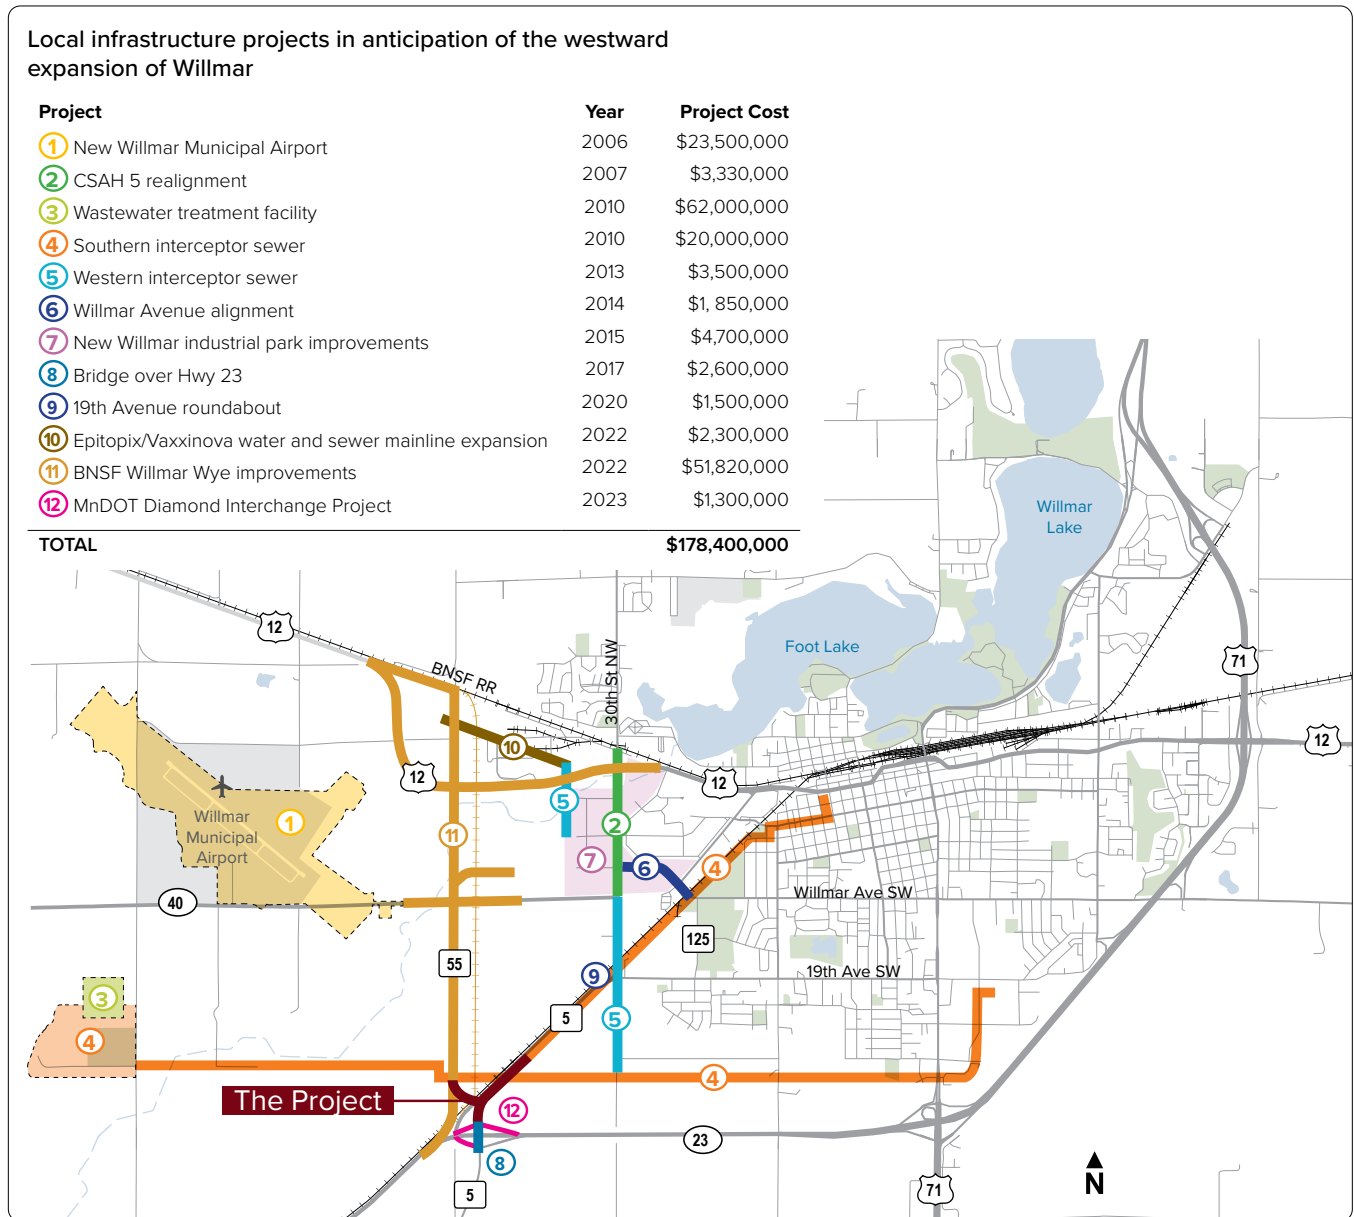 Local infrastructure projects in anticipation of the westward
expansion of Willmar
Project Year Project Cost
1 New Willmar Municipal Airport 2006 $23,500,000
2 CSAH 5 realignment 2007 $3,330,000
3 Wastewater treatment facility 2010 $62,000,000
4 Southern interceptor sewer 2010 $20,000,000
5 Western interceptor sewer 2013 $3,500,000
6 Willmar Avenue alignment 2014 $1, 850,000
7 New Willmar industrial park improvements 2015 $4,700,000
8 Bridge over Hwy 23 2017 $2,600,000
9 19th Avenue roundabout 2020 $1,500,000
10 Epitopix/Vaxxinova water and sewer mainline expansion 2022 $2,300,000
11 BNSF Willmar Wye improvements 2022 $51,820,000
12 MnDOT Diamond Interchange Project 2023 $1,300,000
TOTAL $178,400,000
Willmar
Lake
12
Foot Lake
71
BNSF RR
30th St NW
12
10
12
12
5
Willmar
Municipal
Airport
1
11
2
7
6
4
40
Willmar Ave SW
125
55
19th Ave SW
9
3
5
5
4
4
The Project
12
23
8
5
71
N